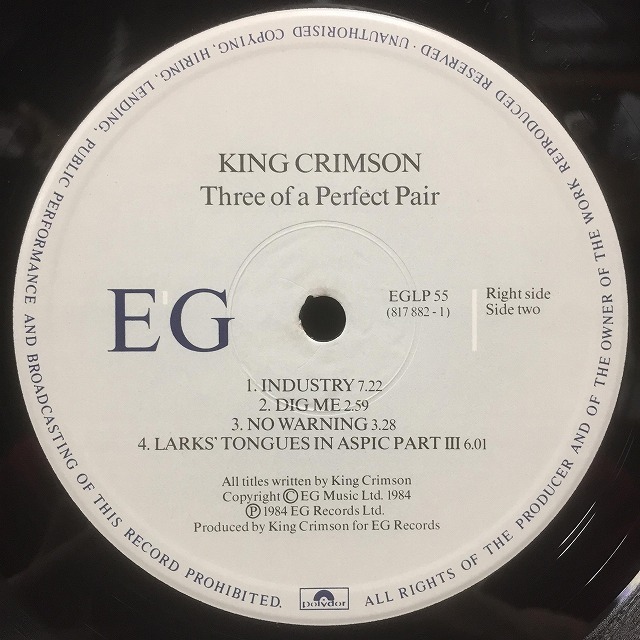 KING CRIMSON
Three of a Perfect Pair
EG
EGLP 55
(817 882 - 1)
Right side
Side two
1. INDUSTRY 7.22
2. DIG ME 2.59
3. NO WARNING 3.28
4. LARKS' TONGUES IN ASPIC PART III 6.01
All titles written by King Crimson
Copyright © EG Music Ltd. 1984
℗ 1984 EG Records Ltd.
Produced by King Crimson for EG Records
polydor
ALL RIGHTS OF THE PRODUCER AND OF THE OWNER OF THE WORK REPRODUCED RESERVED · UNAUTHORISED COPYING, HIRING, LENDING, PUBLIC PERFORMANCE AND BROADCASTING OF THIS RECORD PROHIBITED.